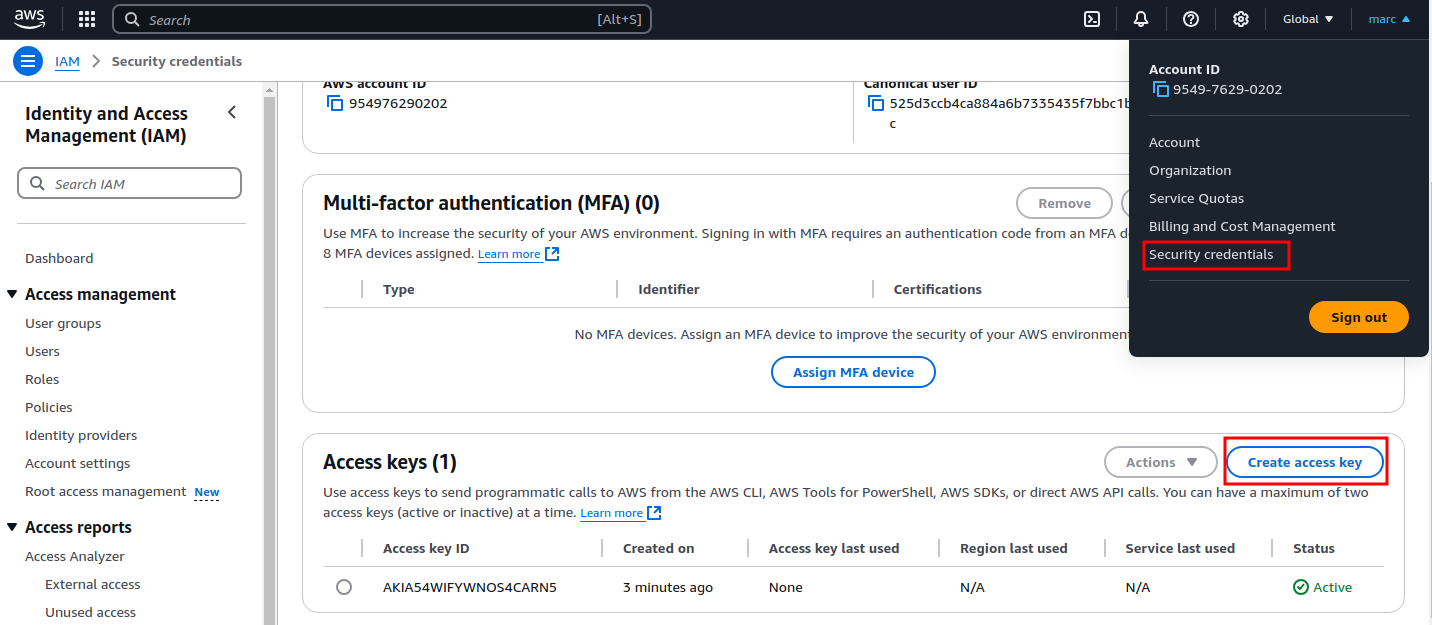 aws
Search [Alt+S]
Global ▼ marc ▲
IAM > Security credentials
Identity and Access
Management (IAM)
Search IAM
Dashboard
Access management
User groups
Users
Roles
Policies
Identity providers
Account settings
Root access management New
Access reports
Access Analyzer
External access
Unused access
AWS account ID
954976290202
Canonical user ID
525d3ccb4ca884a6b7335435f7bbc1b
c
Multi-factor authentication (MFA) (0)
Remove
Use MFA to increase the security of your AWS environment. Signing in with MFA requires an authentication code from an MFA d
8 MFA devices assigned. Learn more
Type Identifier Certifications
No MFA devices. Assign an MFA device to improve the security of your AWS environment
Assign MFA device
Access keys (1)
Actions ▼ Create access key
Use access keys to send programmatic calls to AWS from the AWS CLI, AWS Tools for PowerShell, AWS SDKs, or direct AWS API calls. You can have a maximum of two
access keys (active or inactive) at a time. Learn more
Access key ID Created on Access key last used Region last used Service last used Status
AKIA54WIFYWNOS4CARN5 3 minutes ago None N/A N/A Active
Account ID
9549-7629-0202
Account
Organization
Service Quotas
Billing and Cost Management
Security credentials
Sign out